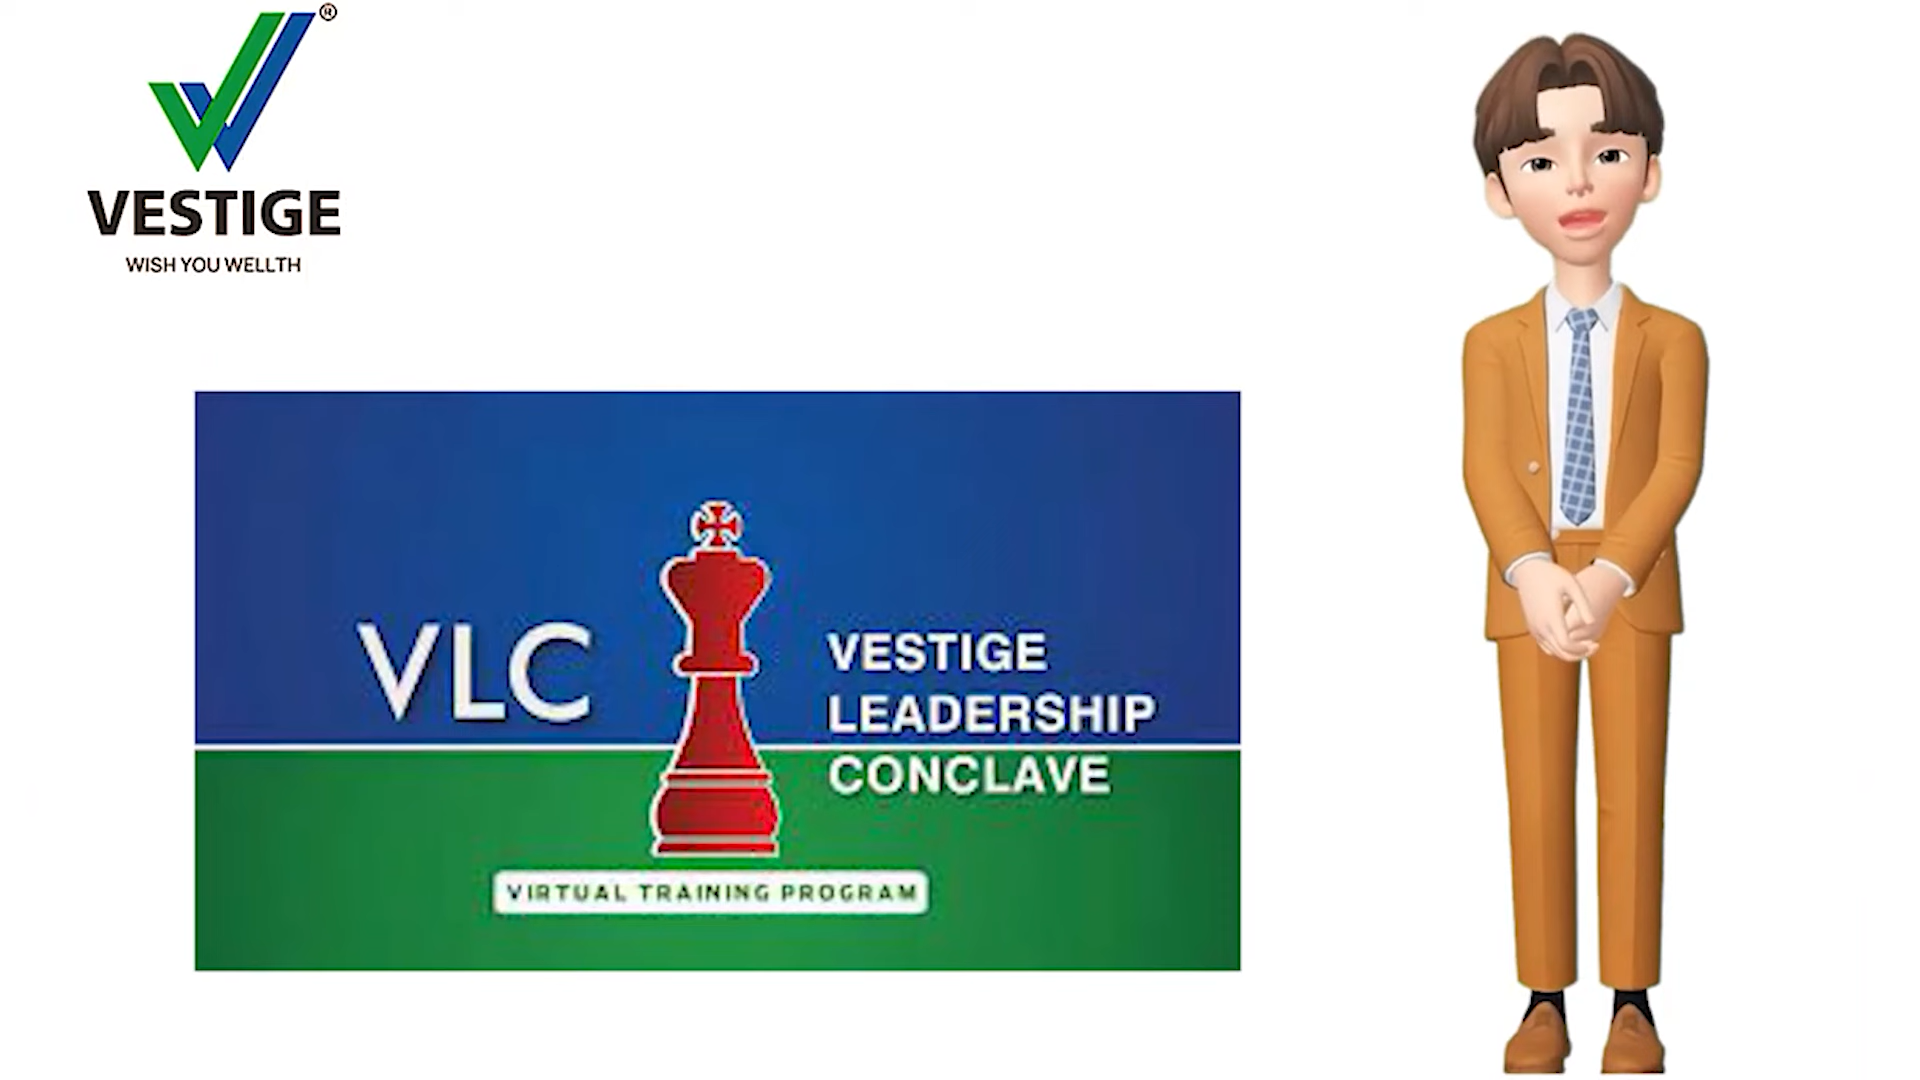 ®
VESTIGE
WISH YOU WELLTH
VLC
VESTIGE
LEADERSHIP
CONCLAVE
VIRTUAL TRAINING PROGRAM